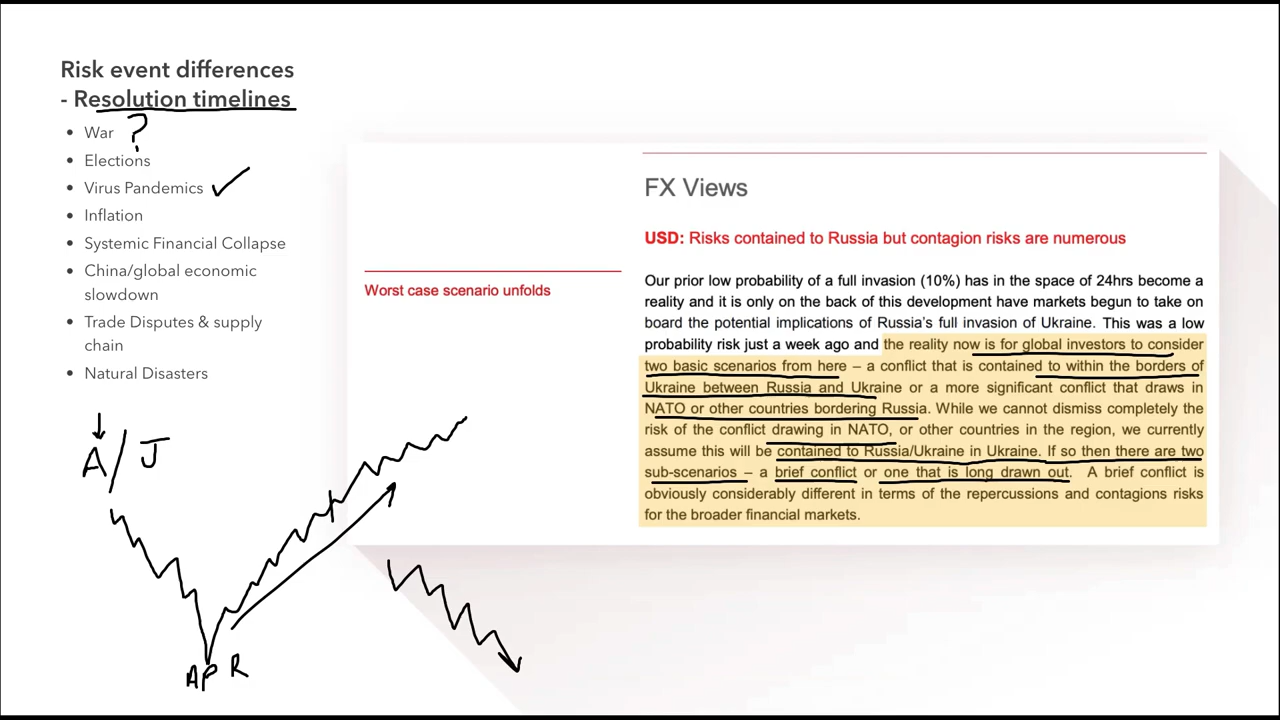 Risk event differences
- Resolution timelines
• War ?
• Elections
• Virus Pandemics
• Inflation
• Systemic Financial Collapse
• China/global economic
slowdown
• Trade Disputes & supply
chain
• Natural Disasters
A/J
APR
Worst case scenario unfolds
FX Views
USD: Risks contained to Russia but contagion risks are numerous
Our prior low probability of a full invasion (10%) has in the space of 24hrs become a
reality and it is only on the back of this development have markets begun to take on
board the potential implications of Russia's full invasion of Ukraine. This was a low
probability risk just a week ago and the reality now is for global investors to consider
two basic scenarios from here – a conflict that is contained to within the borders of
Ukraine between Russia and Ukraine or a more significant conflict that draws in
NATO or other countries bordering Russia. While we cannot dismiss completely the
risk of the conflict drawing in NATO, or other countries in the region, we currently
assume this will be contained to Russia/Ukraine in Ukraine. If so then there are two
sub-scenarios – a brief conflict or one that is long drawn out. A brief conflict is
obviously considerably different in terms of the repercussions and contagions risks
for the broader financial markets.